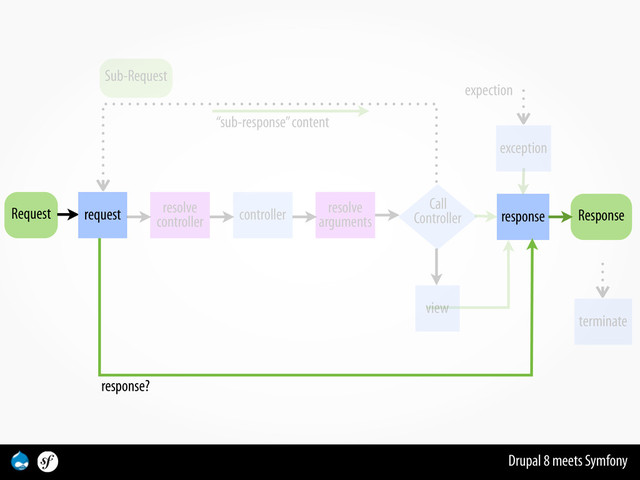 Sub-Request
expection
“sub-response” content
exception
Request
request
resolve
controller
controller
resolve
arguments
Call
Controller
response
Response
view
terminate
response?
sf
Drupal 8 meets Symfony